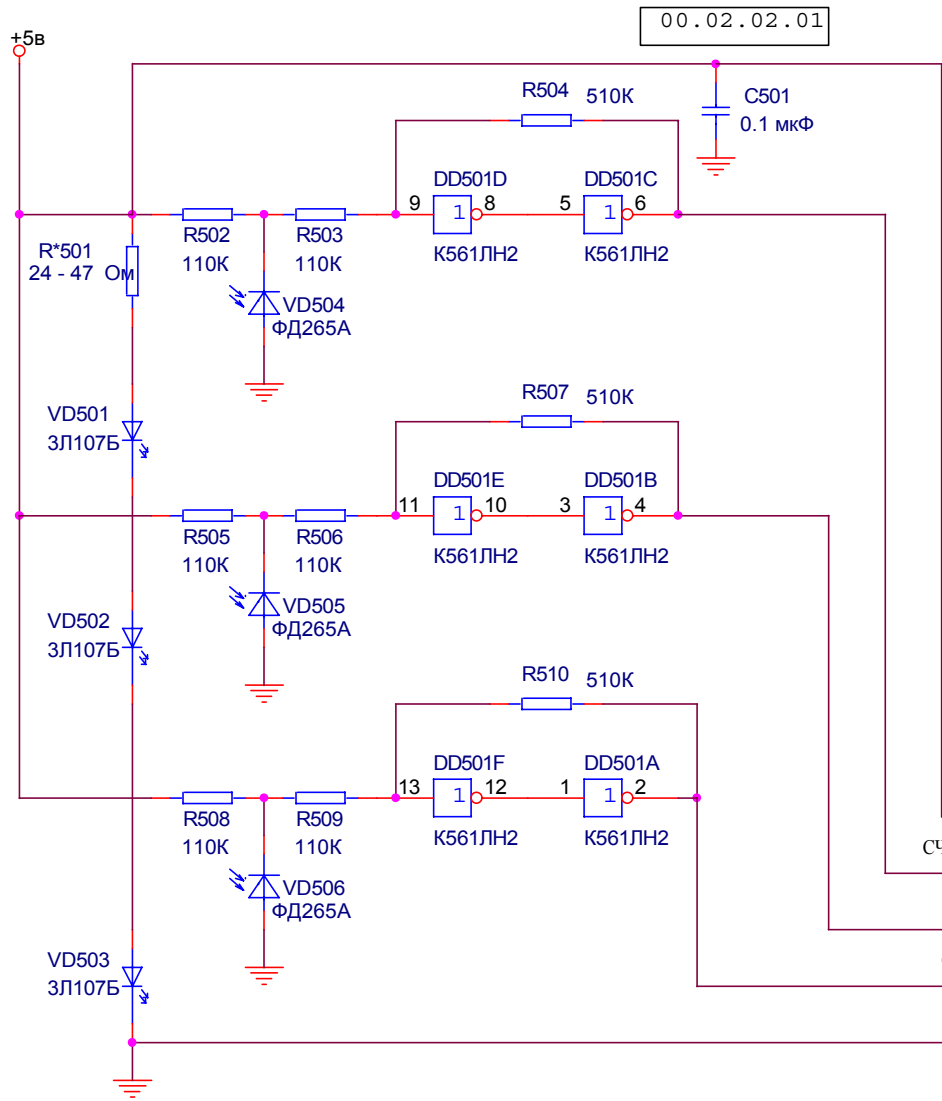 00.02.02.01
+5в
R504 510К
C501
0.1 мкФ
DD501D DD501C
9 1 8 5 1 6
R502 R503 К561ЛН2 К561ЛН2
110К 110К
R*501
24 - 47 Ом
VD504
ФД265А
R507 510К
VD501
3Л107Б
DD501E DD501B
11 1 10 3 1 4
R505 R506 К561ЛН2 К561ЛН2
110К 110К
VD505
ФД265А
VD502
3Л107Б
R510 510К
DD501F DD501A
13 1 12 1 1 2
R508 R509 К561ЛН2 К561ЛН2
110К 110К
СЧ
VD506
ФД265А
VD503
3Л107Б